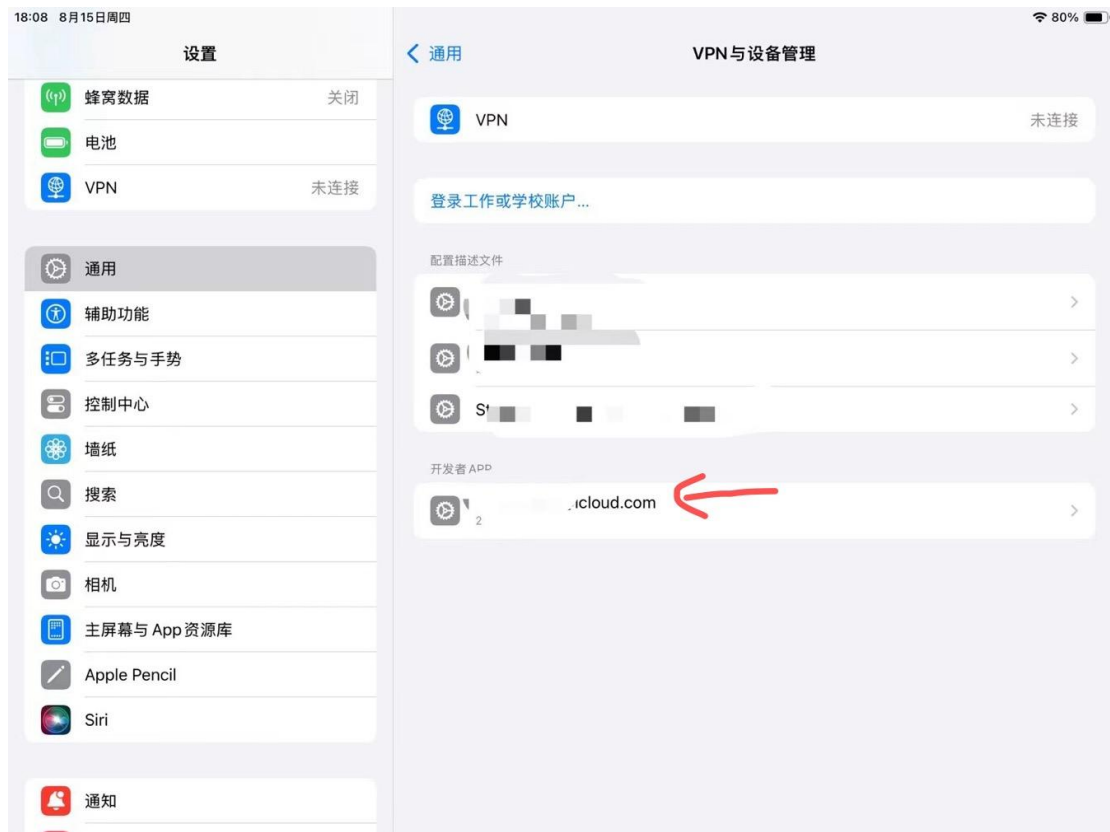 18:08 8月15日周四
80%
设置
蜂窝数据 关闭
电池
VPN 未连接
通用
辅助功能
多任务与手势
控制中心
墙纸
搜索
显示与亮度
相机
主屏幕与 App 资源库
Apple Pencil
Siri
通知
通用
VPN与设备管理
VPN 未连接
登录工作或学校账户...
配置描述文件
开发者 APP
icloud.com
2